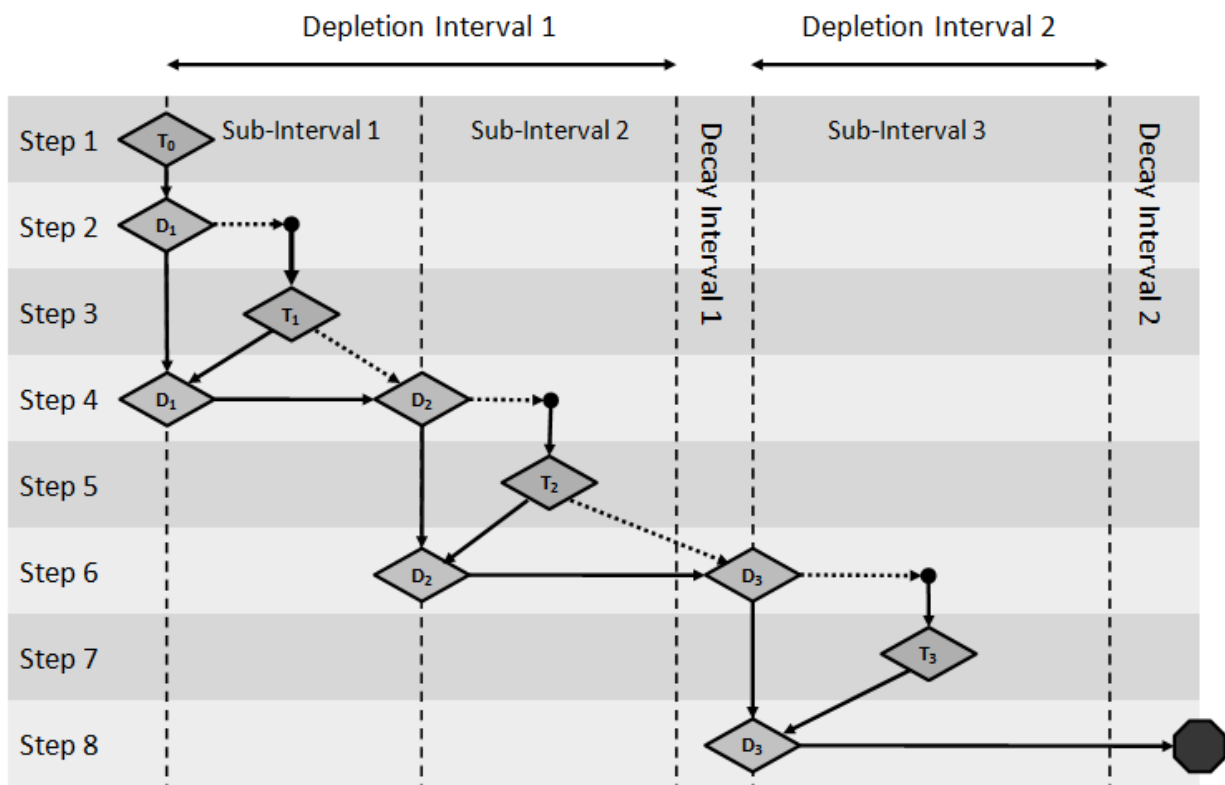 Depletion Interval 1
Depletion Interval 2
Step 1
T₀
Sub-Interval 1
Sub-Interval 2
Decay Interval 1
Sub-Interval 3
Decay Interval 2
Step 2
D₁
Step 3
T₁
Step 4
D₁
D₂
Step 5
T₂
Step 6
D₂
D₃
Step 7
T₃
Step 8
D₃